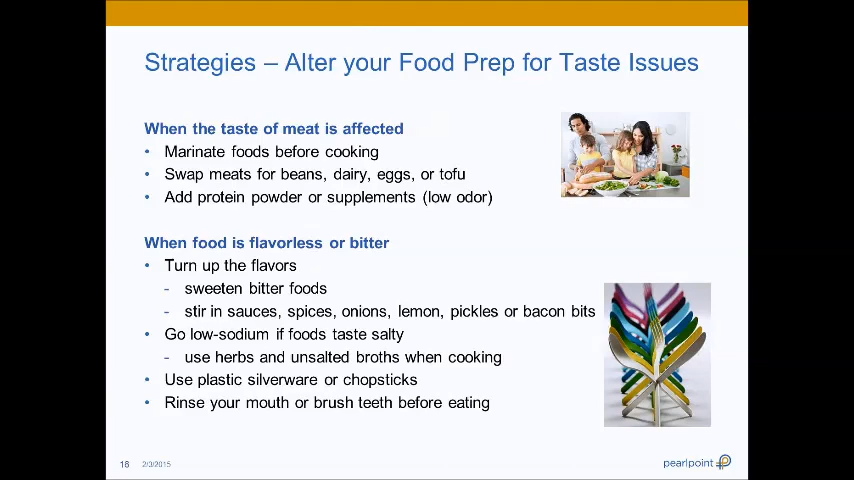 Strategies – Alter your Food Prep for Taste Issues
When the taste of meat is affected
• Marinate foods before cooking
• Swap meats for beans, dairy, eggs, or tofu
• Add protein powder or supplements (low odor)
When food is flavorless or bitter
• Turn up the flavors
- sweeten bitter foods
- stir in sauces, spices, onions, lemon, pickles or bacon bits
• Go low-sodium if foods taste salty
- use herbs and unsalted broths when cooking
• Use plastic silverware or chopsticks
• Rinse your mouth or brush teeth before eating
18 2/3/2015
pearlpoint